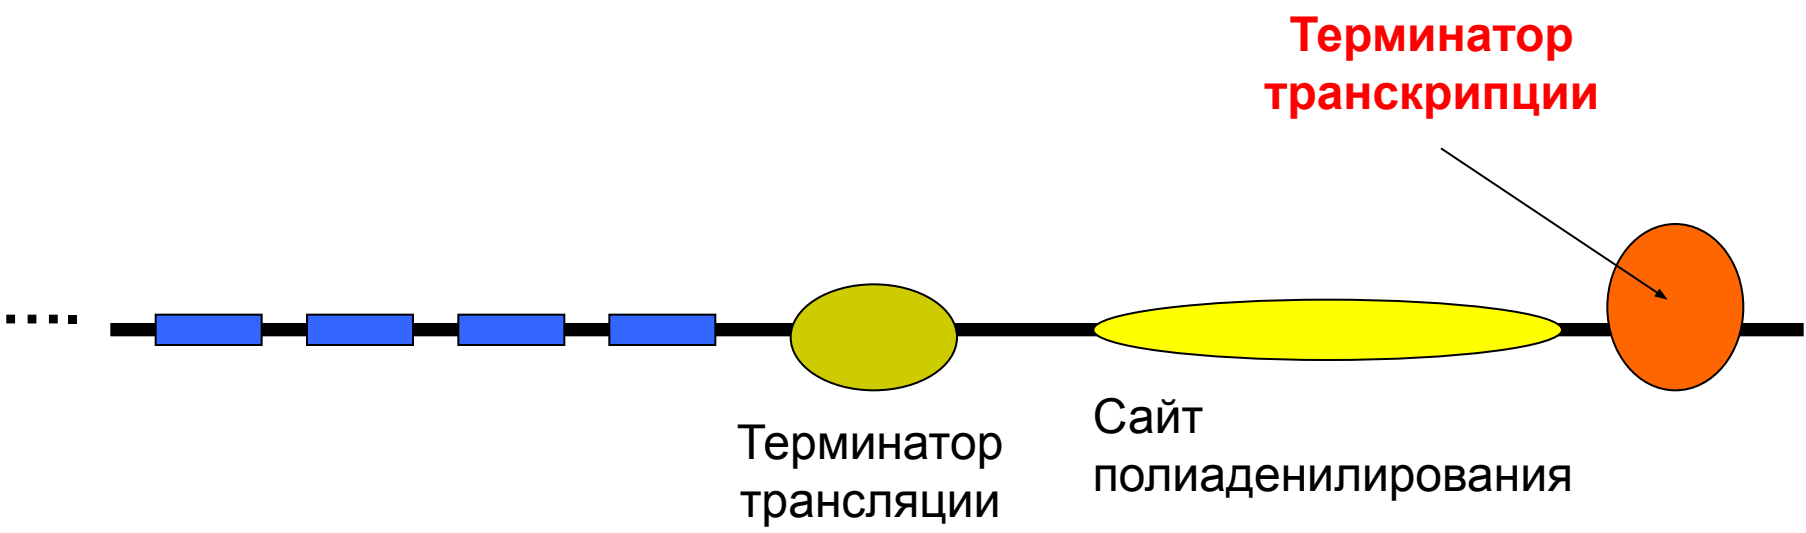 Терминатор
транскрипции
Терминатор
трансляции
Сайт
полиаденилирования